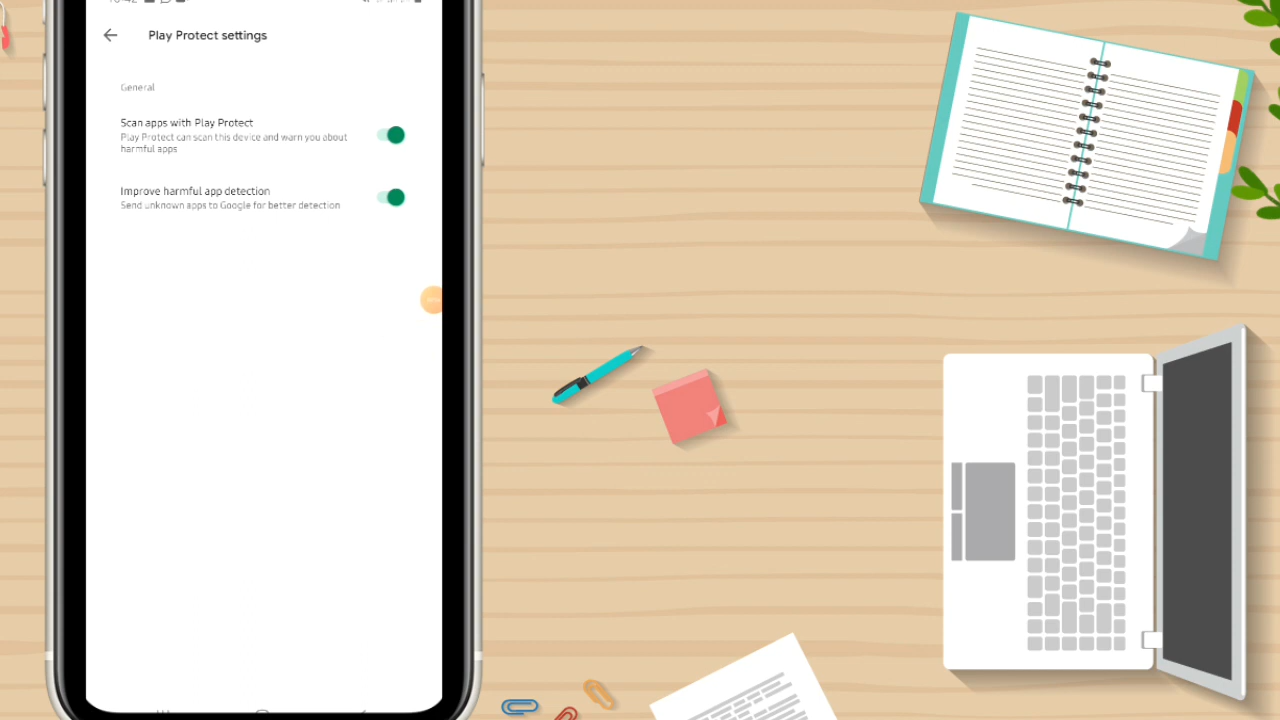 Play Protect settings
General
Scan apps with Play Protect
Play Protect can scan this device and warn you about
harmful apps
Improve harmful app detection
Send unknown apps to Google for better detection